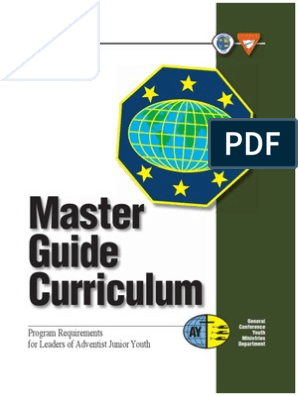 PDF
Master
Guide
Curriculum
Program Requirements
for Leaders of Adventist Junior Youth
AY
General
Conference
Youth
Ministries
Department